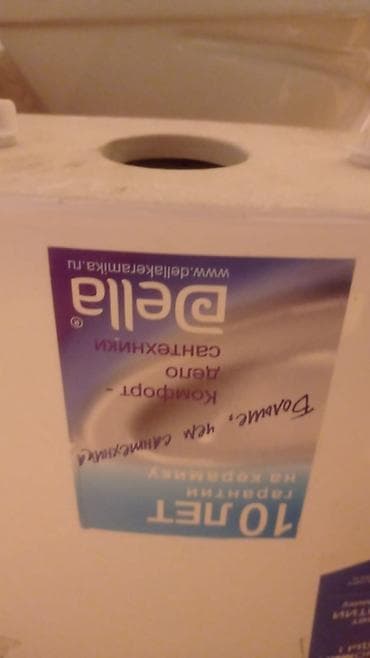 10 ЛЕТ
гарантии
на керамику
Больше, чем сантехника
Комфорт -
дело
сантехники
Della®
www.dellakeramika.ru